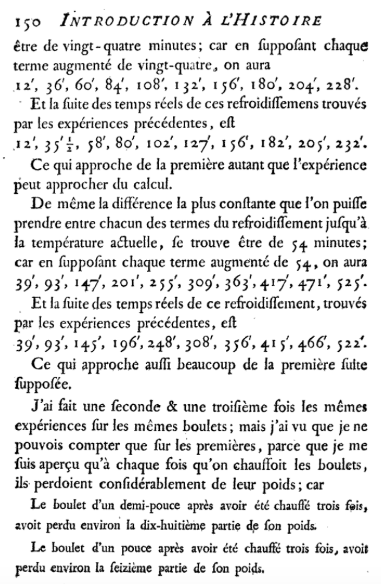 150 INTRODUCTION À L'HISTOIRE
être de vingt-quatre minutes; car en ſuppoſant chaque
terme augmenté de vingt-quatre, on aura
12′, 36′, 60′, 84′, 108′, 132′, 156′, 180′, 204′, 228′.
Et la ſuite des temps réels de ces refroidiſſemens trouvés
par les expériences précédentes, eſt
12′, 35′½, 58′, 80′, 102′, 127′, 156′, 182′, 205′, 232′.
Ce qui approche de la première autant que l'expérience
peut approcher du calcul.
De même la différence la plus conſtante que l'on puiſſe
prendre entre chacun des termes du refroidiſſement juſqu'à
la température actuelle, ſe trouve être de 54 minutes;
car en ſuppoſant chaque terme augmenté de 54, on aura
39′, 93′, 147′, 201′, 255′, 309′, 363′, 417′, 471′, 525′.
Et la ſuite des temps réels de ce refroidiſſement, trouvés
par les expériences précédentes, eſt
39′, 93′, 145′, 196′, 248′, 308′, 356′, 415′, 466′, 522′.
Ce qui approche auſſi beaucoup de la première ſuite
ſuppoſée.
J'ai fait une ſeconde & une troiſième fois les mêmes
expériences ſur les mêmes boulets; mais j'ai vu que je ne
pouvois compter que ſur les premières, parce que je me
ſuis aperçu qu'à chaque fois qu'on chauffoit les boulets,
ils perdoient conſidérablement de leur poids; car
Le boulet d'un demi-pouce après avoir été chauffé trois fois,
avoit perdu environ la dix-huitième partie de ſon poids.
Le boulet d'un pouce après avoir été chauffé trois fois, avoit
perdu environ la ſeizième partie de ſon poids.